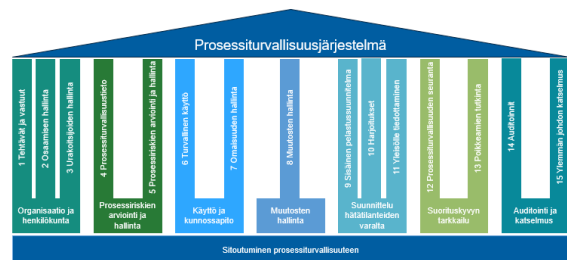 Prosessiturvallisuusjärjestelmä
1 Tehtävät ja vastuut
2 Osaamisen hallinta
3 Urakoitsijoiden hallinta
4 Prosessiturvallisuustieto
5 Prosessiriskien arviointi ja hallinta
6 Turvallinen käyttö
7 Omaisuuden hallinta
8 Muutosten hallinta
9 Sisäinen pelastussuunnitelma
10 Harjoitukset
11 Yleisölle tiedottaminen
12 Prosessiturvallisuuden seuranta
13 Poikkeamien tutkinta
14 Auditoinnit
15 Ylemmän johdon katselmus
Organisaatio ja
henkilökunta
Prosessiriskien
arviointi ja
hallinta
Käyttö ja
kunnossapito
Muutosten
hallinta
Suunnittelu
hätätilanteiden
varalta
Suorituskyvyn
tarkkailu
Auditointi ja
katselmus
Sitoutuminen prosessiturvallisuuteen